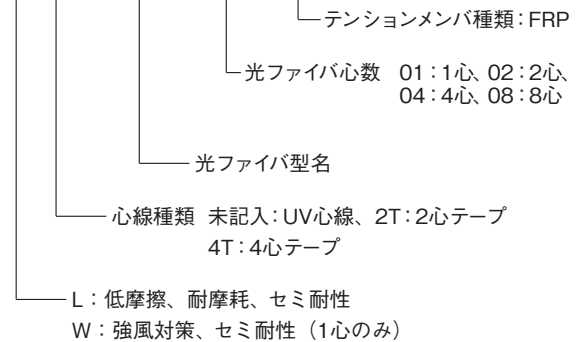 テンションメンバ種類：FRP
光ファイバ心数 01：1心、02：2心、
04：4心、08：8心
光ファイバ型名
心線種類 未記入：UV心線、2T：2心テープ
4T：4心テープ
L：低摩擦、耐摩耗、セミ耐性
W：強風対策、セミ耐性（1心のみ）